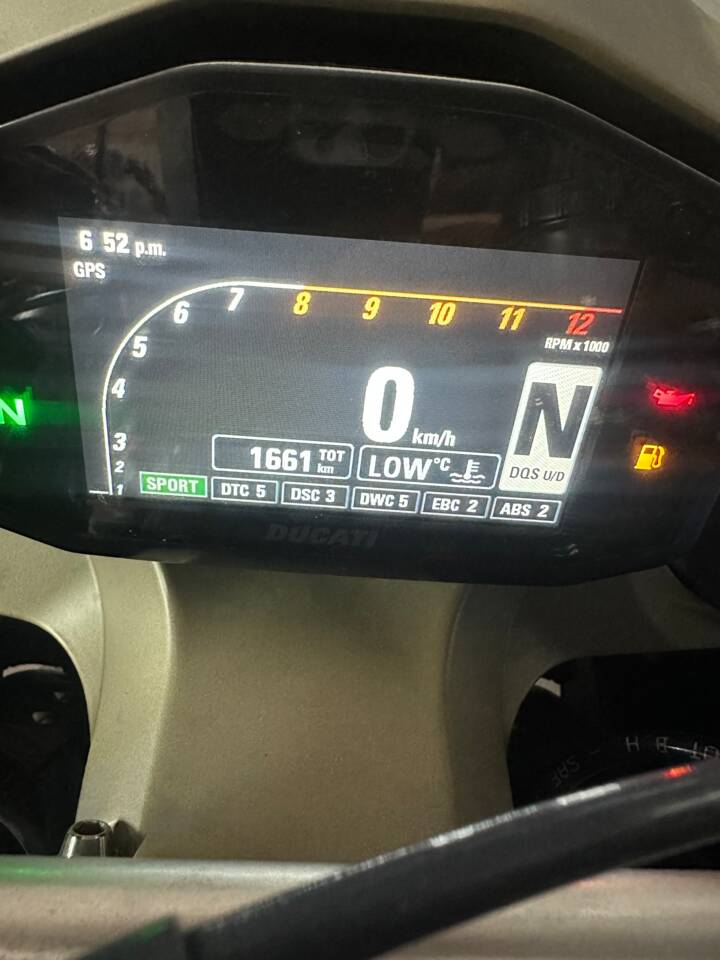 6 52 p.m.
GPS
1 2 3 4 5 6 7 8 9 10 11 12
RPM x 1000
0 km/h
N
N
DQS U/D
1661 TOT km
LOW °C
SPORT DTC 5 DSC 3 DWC 5 EBC 2 ABS 2
DUCATI